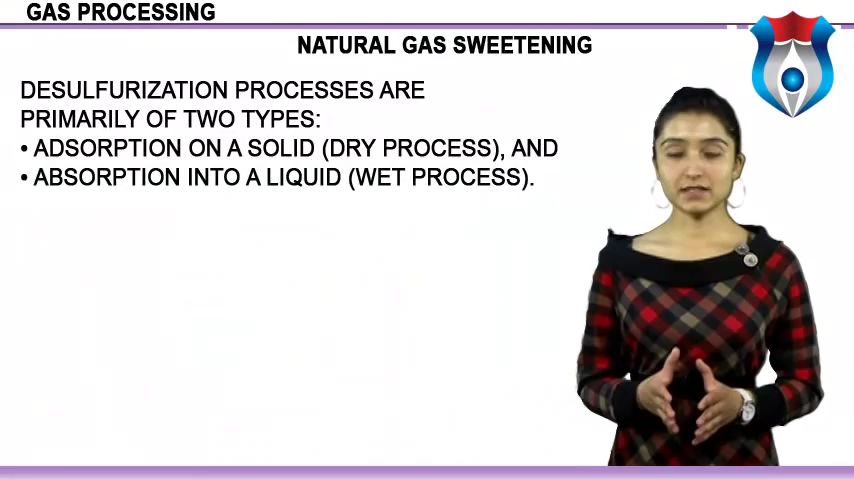 GAS PROCESSING
NATURAL GAS SWEETENING
DESULFURIZATION PROCESSES ARE
PRIMARILY OF TWO TYPES:
• ADSORPTION ON A SOLID (DRY PROCESS), AND
• ABSORPTION INTO A LIQUID (WET PROCESS).